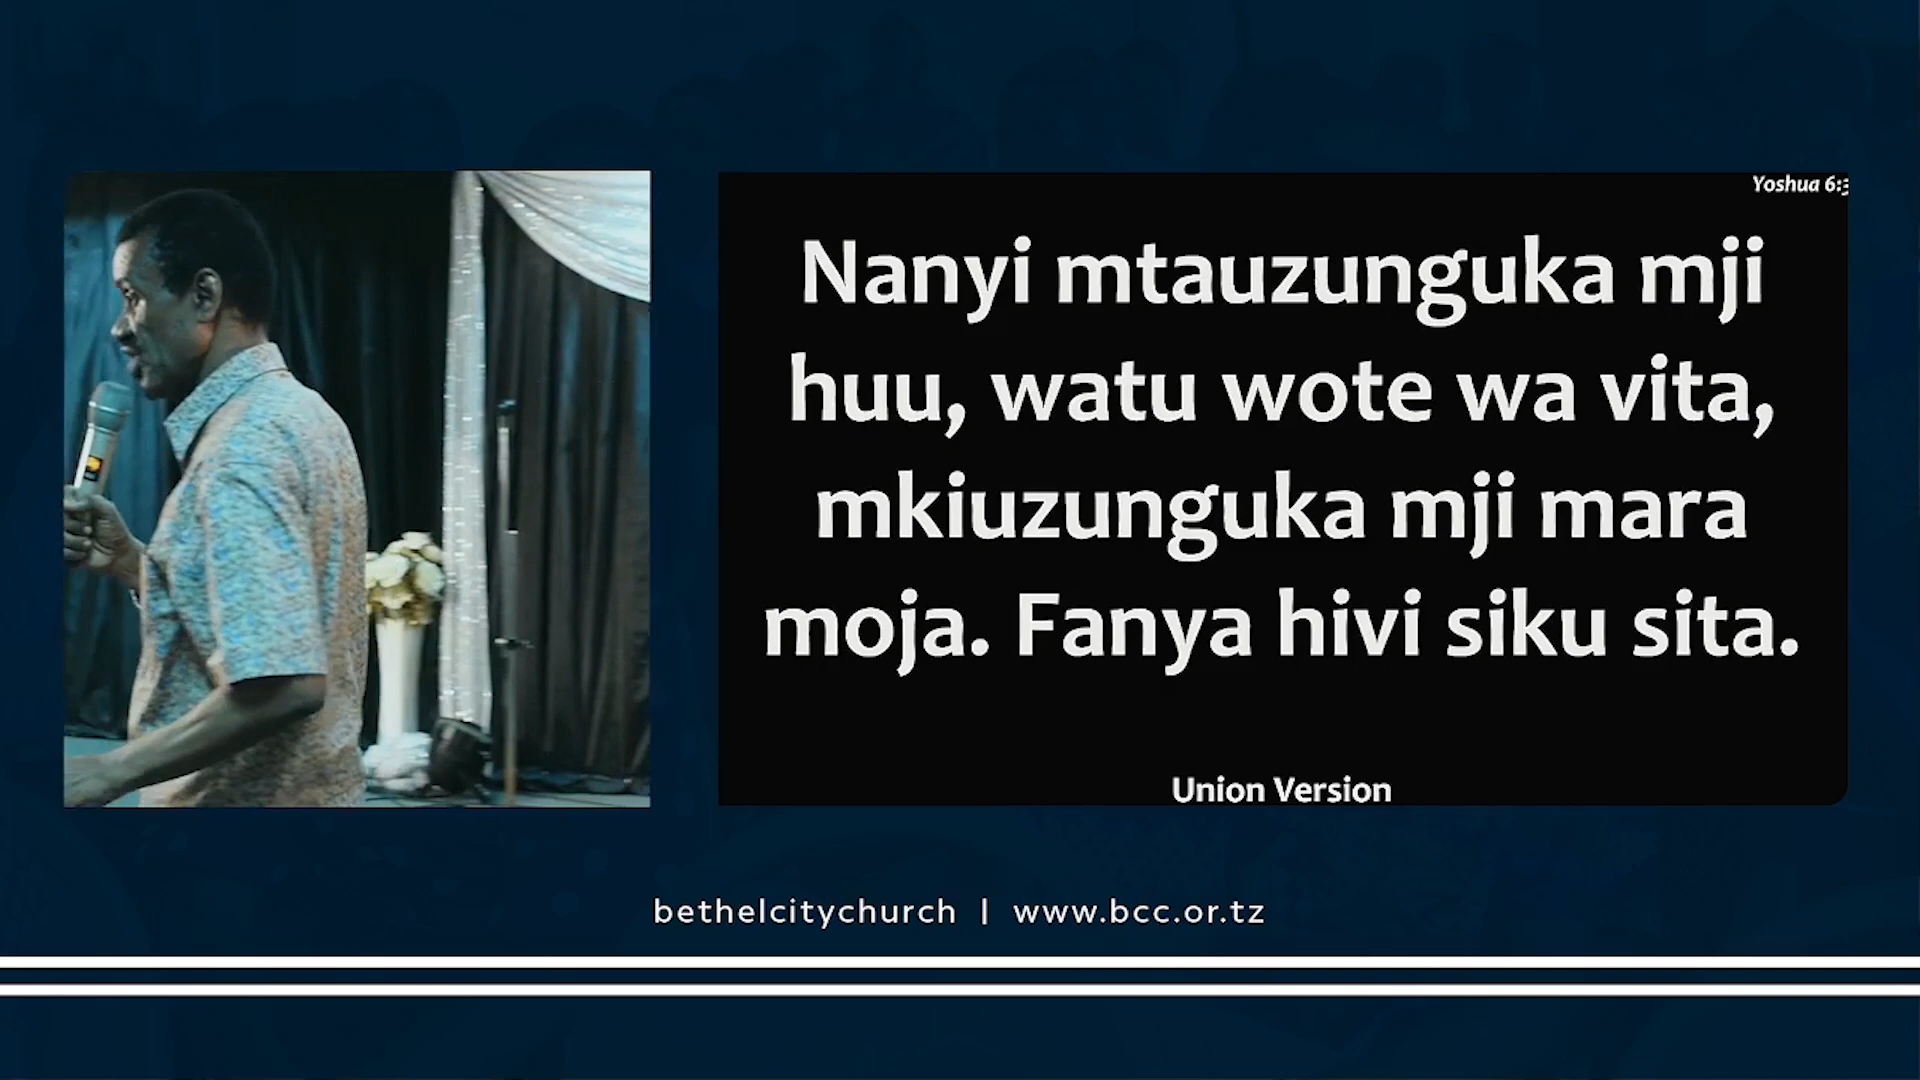 Yoshua 6:3
Nanyi mtauzunguka mji
huu, watu wote wa vita,
mkiuzunguka mji mara
moja. Fanya hivi siku sita.
Union Version
bethelcitychurch | www.bcc.or.tz